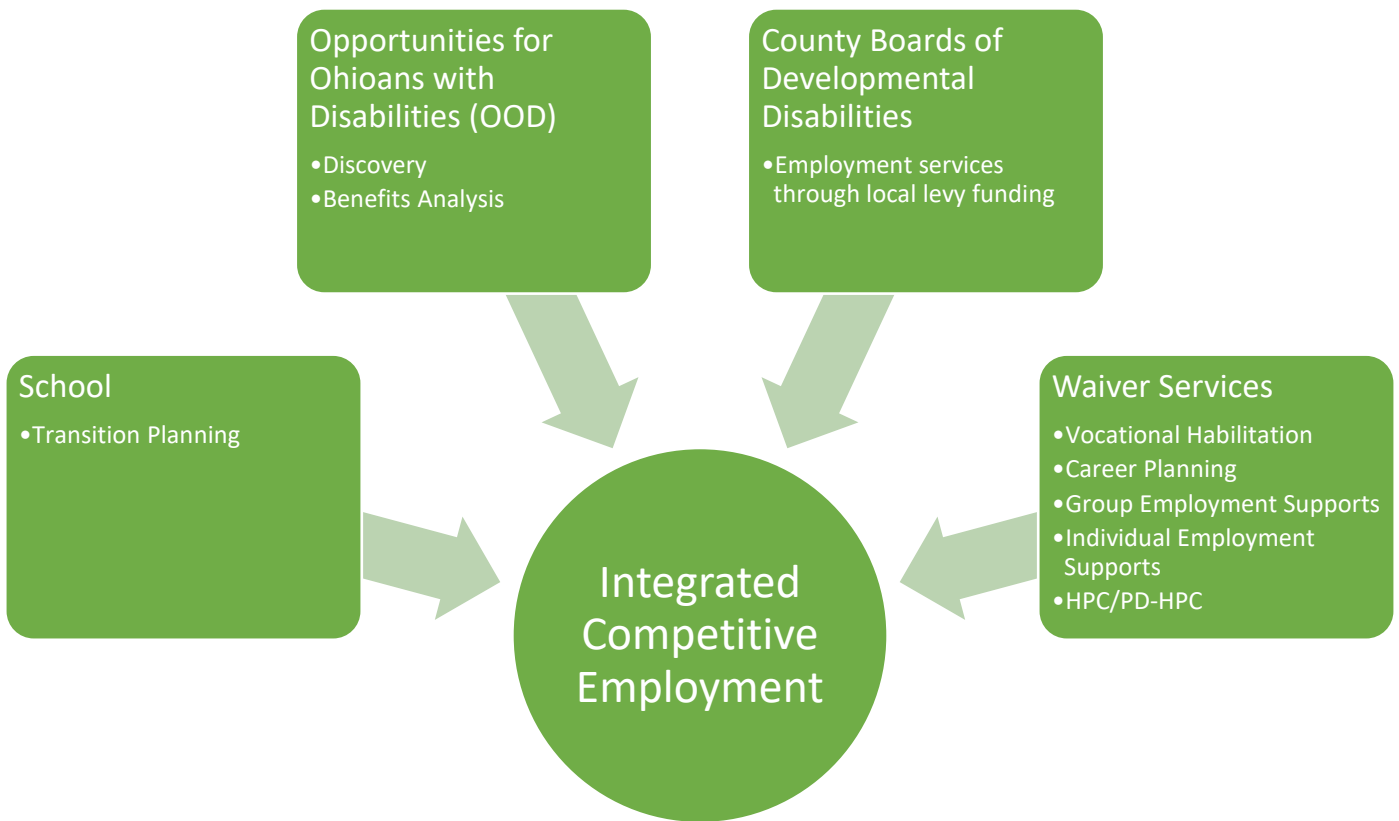 Opportunities for
Ohioans with
Disabilities (OOD)
•Discovery
•Benefits Analysis
County Boards of
Developmental
Disabilities
•Employment services
through local levy funding
School
•Transition Planning
Waiver Services
•Vocational Habilitation
•Career Planning
•Group Employment Supports
•Individual Employment
Supports
•HPC/PD-HPC
Integrated
Competitive
Employment